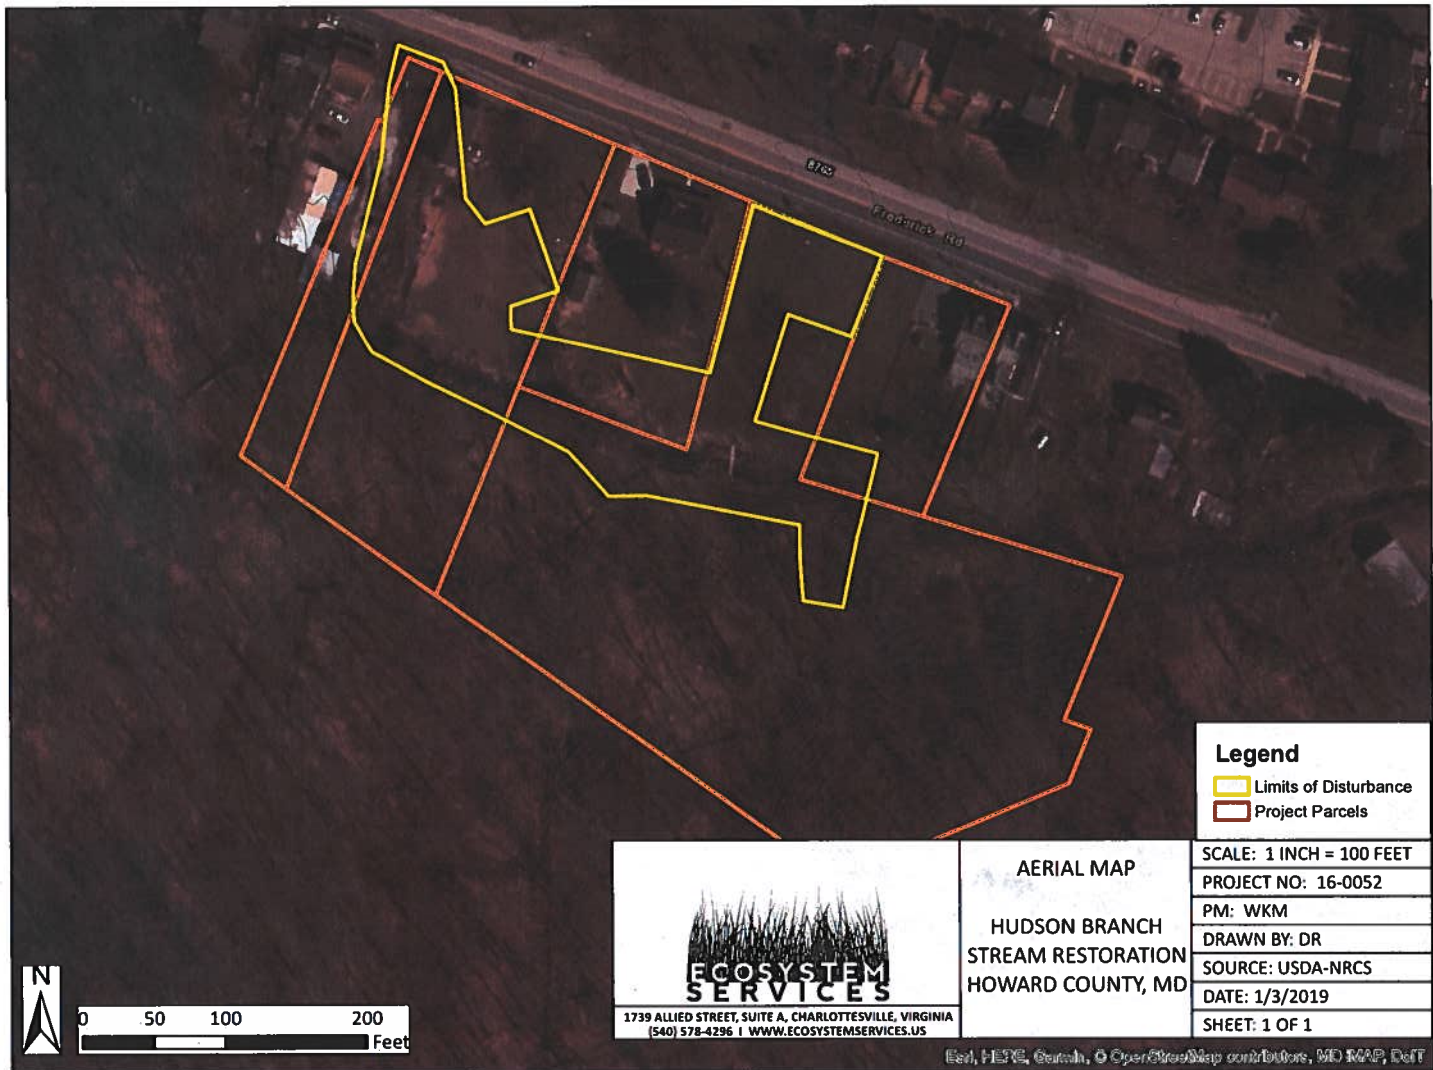 8765
Frederick Rd
Legend
Limits of Disturbance
Project Parcels
SCALE: 1 INCH = 100 FEET
PROJECT NO: 16-0052
PM: WKM
DRAWN BY: DR
SOURCE: USDA-NRCS
DATE: 1/3/2019
SHEET: 1 OF 1
AERIAL MAP
HUDSON BRANCH
STREAM RESTORATION
HOWARD COUNTY, MD
ECOSYSTEM
SERVICES
1739 ALLIED STREET, SUITE A, CHARLOTTESVILLE, VIRGINIA
(540) 578-4296 I WWW.ECOSYSTEMSERVICES.US
N
0 50 100 200
Feet
Esri, HERE, Garmin, © OpenStreetMap contributors, MD iMAP, DoIT